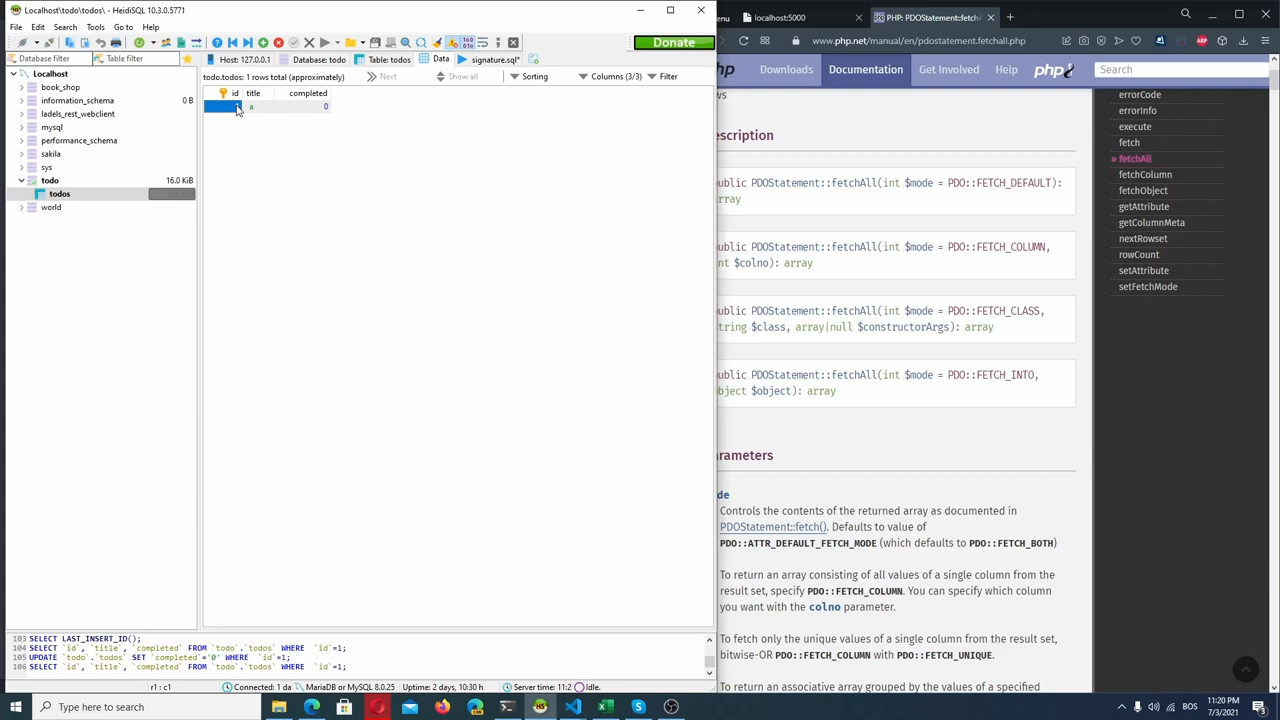 Localhost\todo\todos\ - HeidiSQL 10.3.0.5771
File Edit Search Tools Go to Help
Donate
Database filter
Table filter
Host: 127.0.0.1
Database: todo
Table: todos
Data
signature.sql*
Localhost
book_shop
information_schema 0 B
ladels_rest_webclient
mysql
performance_schema
sakila
sys
todo 16.0 KiB
todos
world
todo.todos: 1 rows total (approximately)
Next
Show all
Sorting
Columns (3/3)
Filter
id title completed
a 0
103 SELECT LAST_INSERT_ID();
104 SELECT `id`, `title`, `completed` FROM `todo`.`todos` WHERE `id`=1;
105 UPDATE `todo`.`todos` SET `completed`='0' WHERE `id`=1;
106 SELECT `id`, `title`, `completed` FROM `todo`.`todos` WHERE `id`=1;
r1 : c1
Connected: 1 da
MariaDB or MySQL 8.0.25
Uptime: 2 days, 10:30 h
Server time: 11:2
Idle.
enu
localhost:5000
PHP: PDOStatement::fetchAl
www.php.net/
pdostatement.fetchall.php
Downloads
Documentation
Get Involved
Help
php
Search
ws
escription
public PDOStatement::fetchAll(int $mode = PDO::FETCH_DEFAULT):
array
public PDOStatement::fetchAll(int $mode = PDO::FETCH_COLUMN,
int $colno): array
public PDOStatement::fetchAll(int $mode = PDO::FETCH_CLASS,
string $class, array|null $constructorArgs): array
public PDOStatement::fetchAll(int $mode = PDO::FETCH_INTO,
object $object): array
arameters
de
Controls the contents of the returned array as documented in
PDOStatement::fetch(). Defaults to value of
PDO::ATTR_DEFAULT_FETCH_MODE (which defaults to PDO::FETCH_BOTH)
To return an array consisting of all values of a single column from the
result set, specify PDO::FETCH_COLUMN. You can specify which column
you want with the colno parameter.
To fetch only the unique values of a single column from the result set,
bitwise-OR PDO::FETCH_COLUMN with PDO::FETCH_UNIQUE.
To return an associative array grouped by the values of a specified
errorCode
errorInfo
execute
fetch
» fetchAll
fetchColumn
fetchObject
getAttribute
getColumnMeta
nextRowset
rowCount
setAttribute
setFetchMode
Type here to search
BOS
11:20 PM
7/3/2021